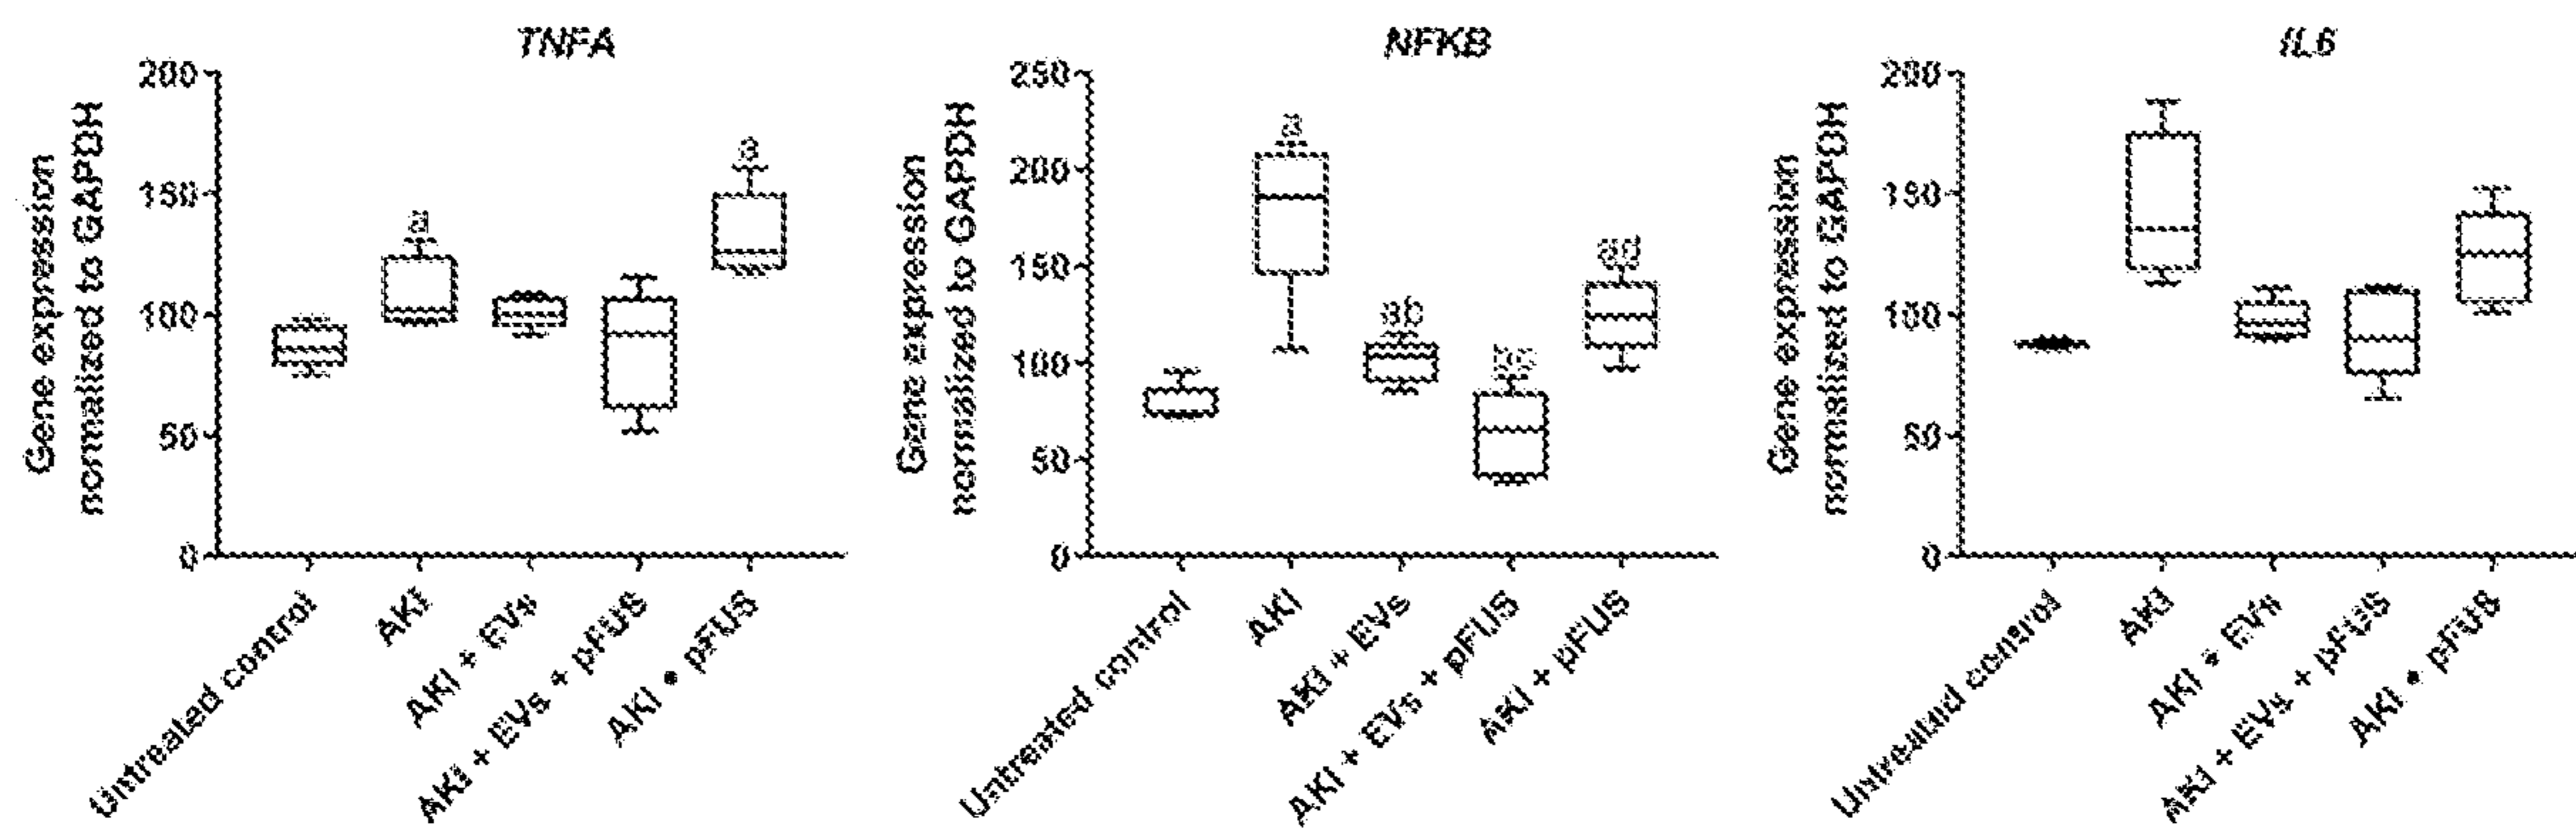 TNFA
Gene expression
normalized to GAPDH
200
150
100
50
0
a
a
Untreated control
AKI
AKI + EVs
AKI + EVs + pFUS
AKI • pFUS
NFKB
Gene expression
normalized to GAPDH
250
200
150
100
50
0
a
ab
ad
Untreated control
AKI
AKI + EVs
AKI + EVs + pFUS
AKI + pFUS
IL6
Gene expression
normalized to GAPDH
200
150
100
50
0
Untreated control
AKI
AKI + EVs
AKI + EVs + pFUS
AKI • pFUS